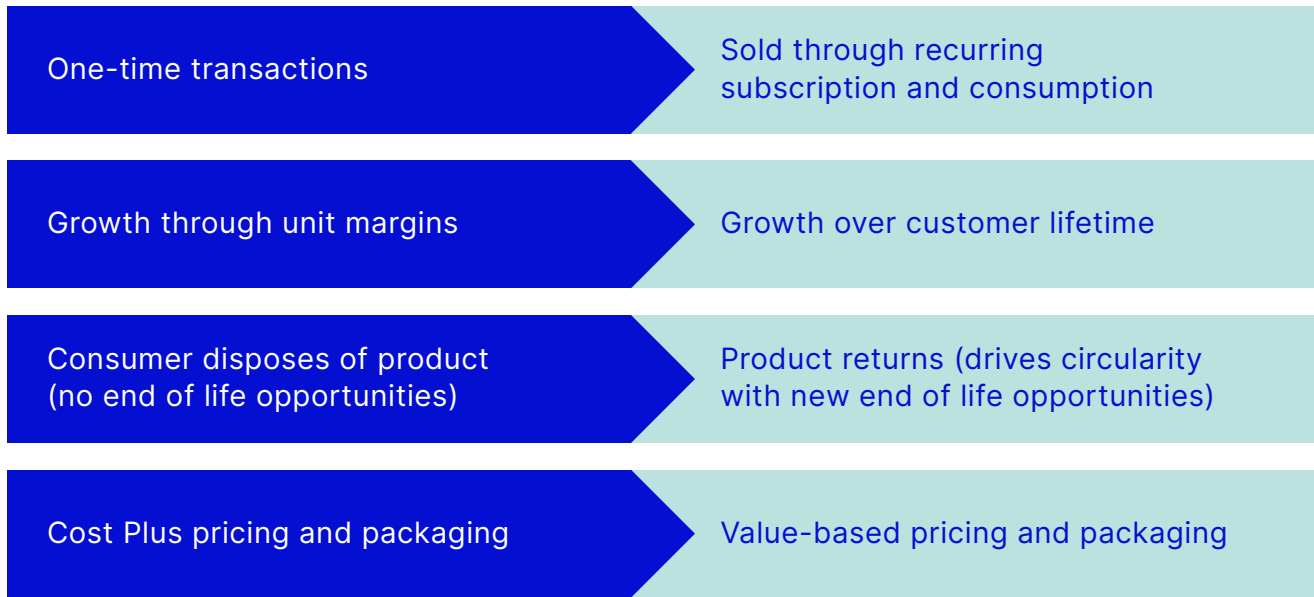 One-time transactions
Sold through recurring
subscription and consumption
Growth through unit margins
Growth over customer lifetime
Consumer disposes of product
(no end of life opportunities)
Product returns (drives circularity
with new end of life opportunities)
Cost Plus pricing and packaging
Value-based pricing and packaging